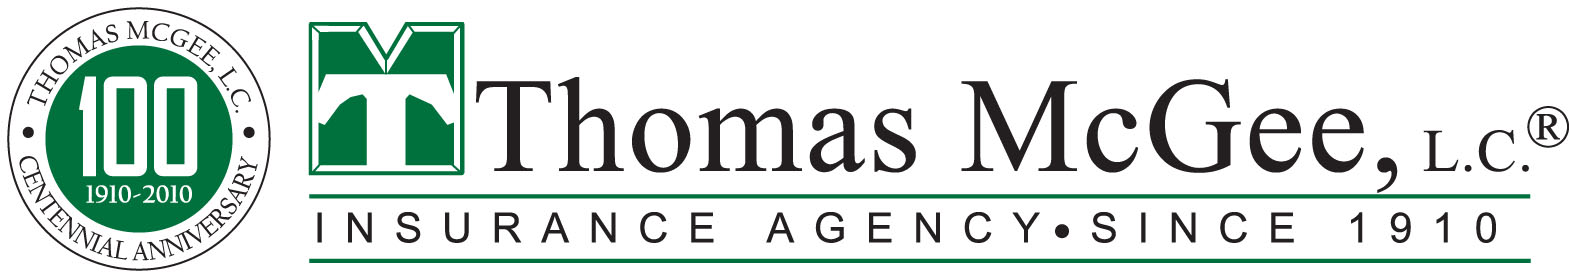 THOMAS MCGEE, L.C.
100
1910-2010
• CENTENNIAL ANNIVERSARY •
Thomas McGee, L.C.®
INSURANCE AGENCY•SINCE 1910